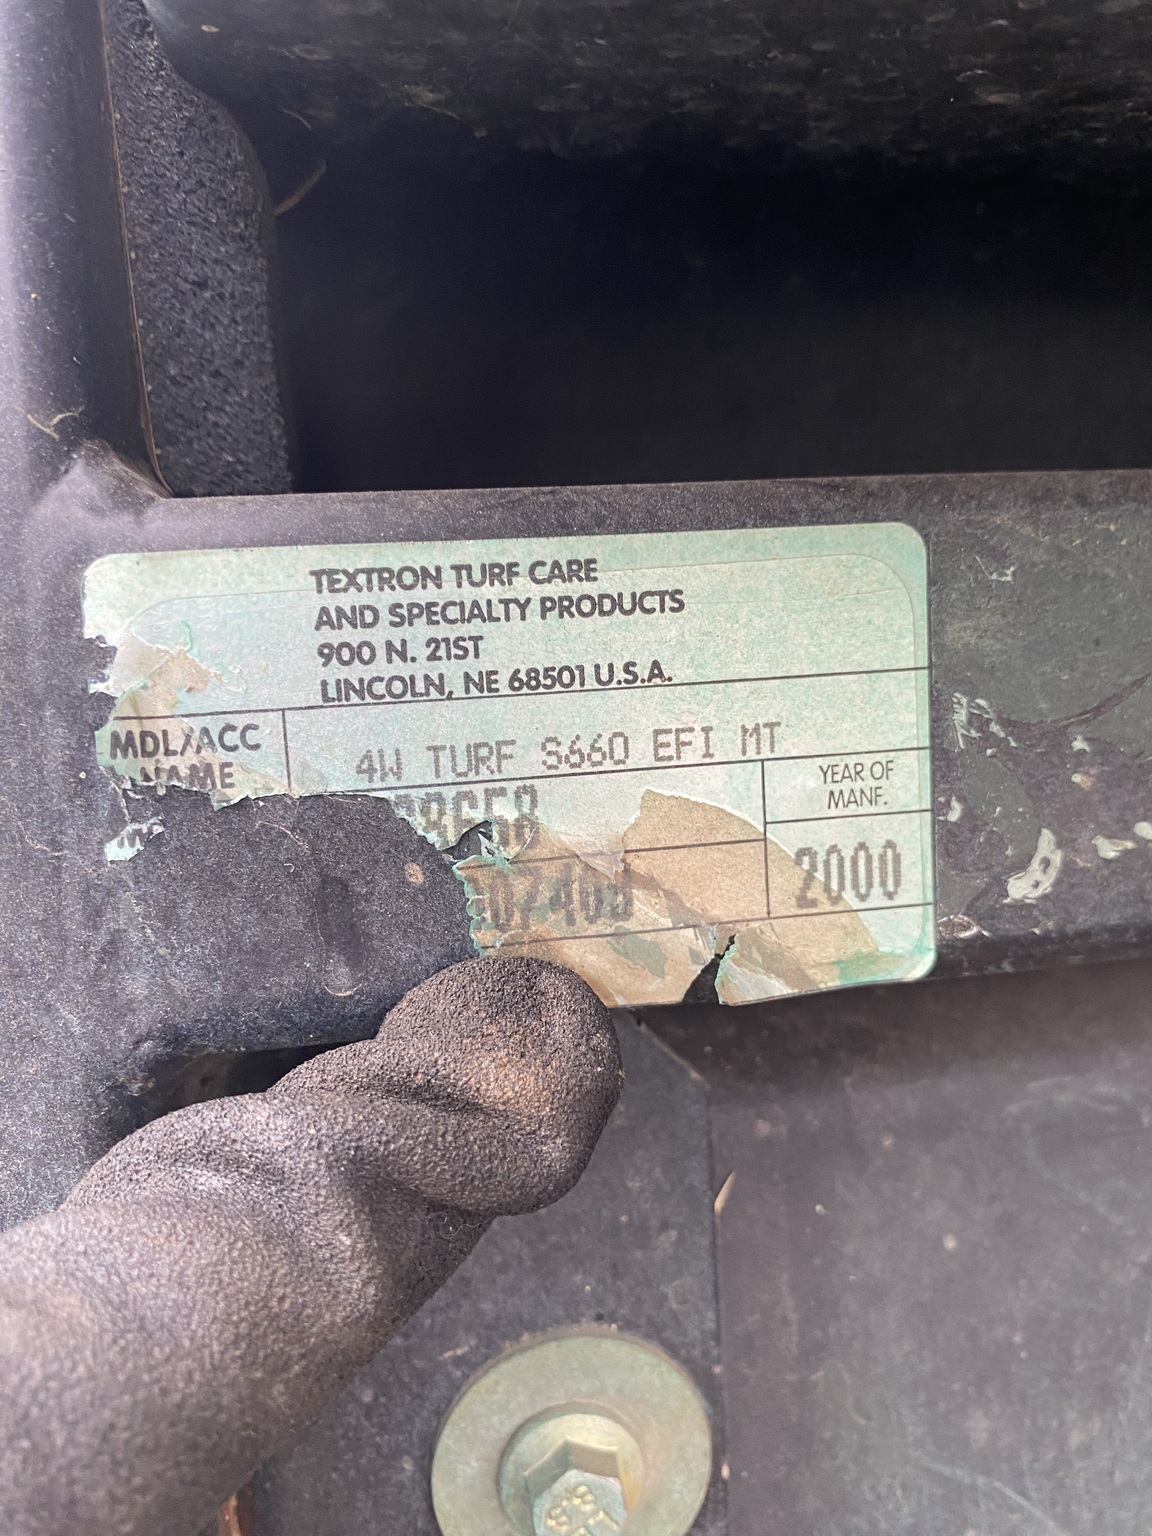 TEXTRON TURF CARE
AND SPECIALTY PRODUCTS
900 N. 21ST
LINCOLN, NE 68501 U.S.A.
MDL/ACC
NAME
4W TURF S660 EFI MT
YEAR OF
MANF.
2000